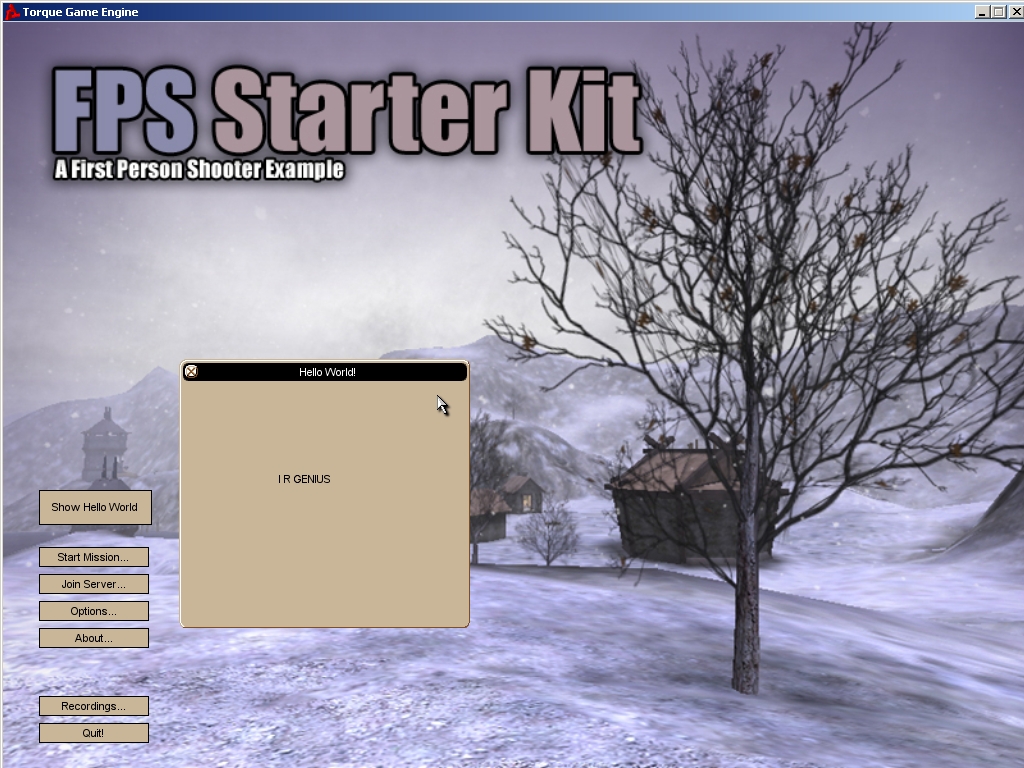 Torque Game Engine
FPS Starter Kit
A First Person Shooter Example
Hello World!
I R GENIUS
Show Hello World
Start Mission...
Join Server...
Options...
About...
Recordings...
Quit!